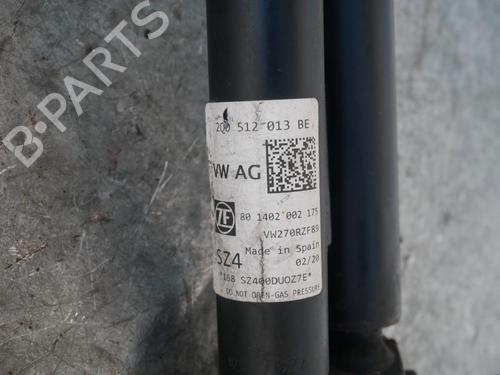 B-PARTS
2Q0 512 013 BE
VW AG
ZF
80 1402 002 175
VW270RZF89
SZ4
Made in Spain
02/20
*168 SZ400DUOZ7E*
DO NOT OPEN-GAS PRESSURE